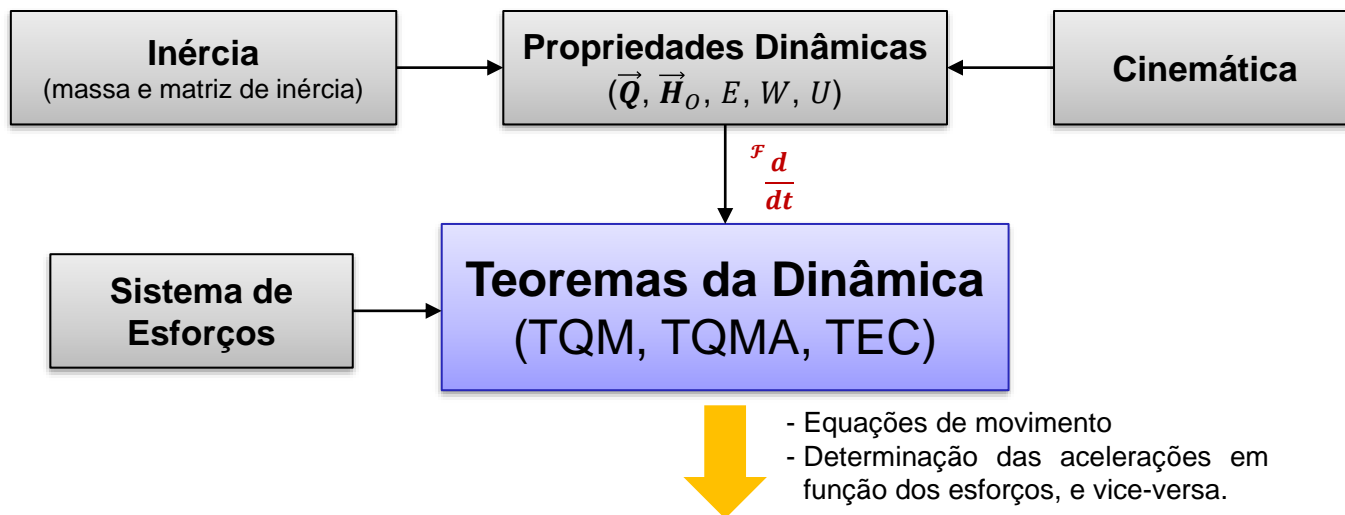 Inércia
(massa e matriz de inércia)
Propriedades Dinâmicas
(Q⃗, H⃗_O, E, W, U)
Cinemática
ℱd
dt
Sistema de
Esforços
Teoremas da Dinâmica
(TQM, TQMA, TEC)
- Equações de movimento
- Determinação das acelerações em
função dos esforços, e vice-versa.